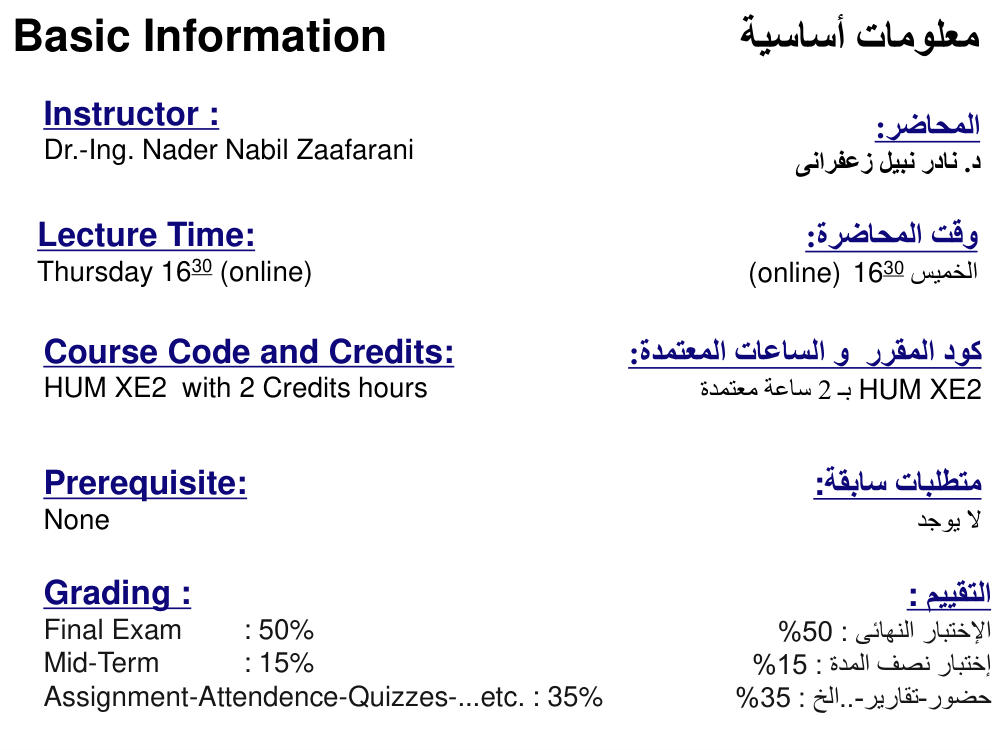 Basic Information
معلومات أساسية
Instructor :
Dr.-Ing. Nader Nabil Zaafarani
المحاضر:
د. نادر نبيل زعفرانى
Lecture Time:
Thursday 16³⁰ (online)
وقت المحاضرة:
الخميس 16³⁰ (online)
Course Code and Credits:
HUM XE2 with 2 Credits hours
كود المقرر و الساعات المعتمدة:
HUM XE2 بـ 2 ساعة معتمدة
Prerequisite:
None
متطلبات سابقة:
لا يوجد
Grading :
Final Exam : 50%
Mid-Term : 15%
Assignment-Attendence-Quizzes-...etc. : 35%
التقييم :
الإختبار النهائى : 50%
إختبار نصف المدة : 15%
حضور-تقارير-..الخ : 35%